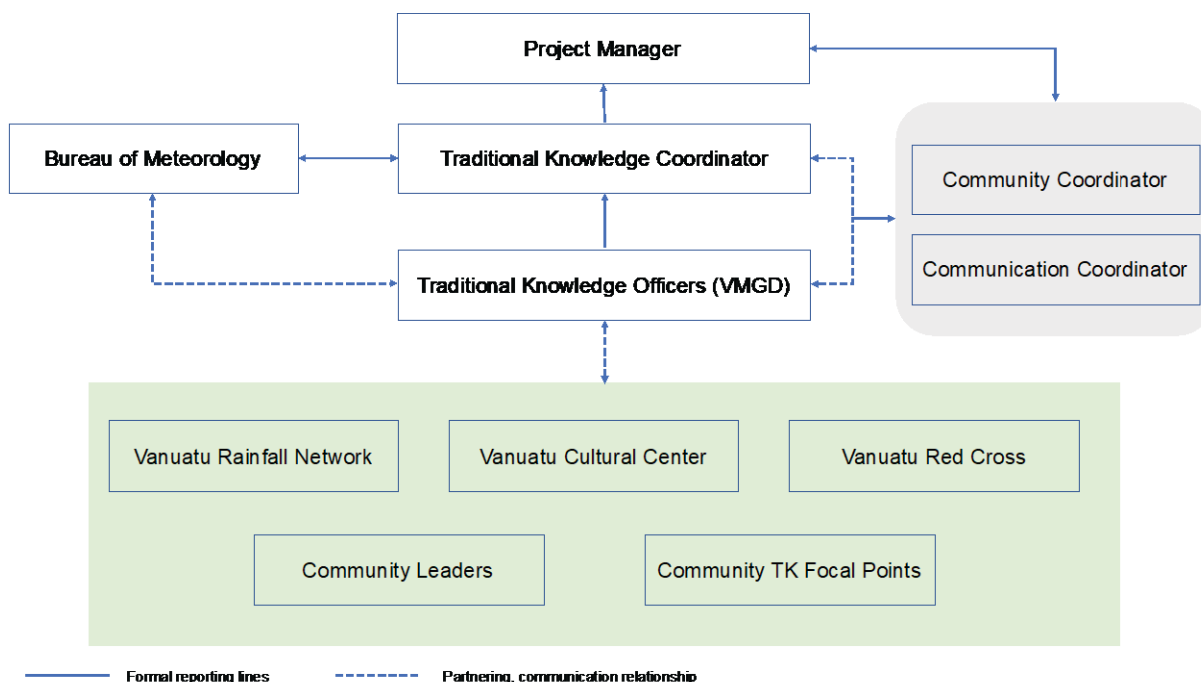 Project Manager
Bureau of Meteorology
Traditional Knowledge Coordinator
Community Coordinator
Traditional Knowledge Officers (VMGD)
Communication Coordinator
Vanuatu Rainfall Network
Vanuatu Cultural Center
Vanuatu Red Cross
Community Leaders
Community TK Focal Points
Formal reporting lines
Partnering, communication relationship